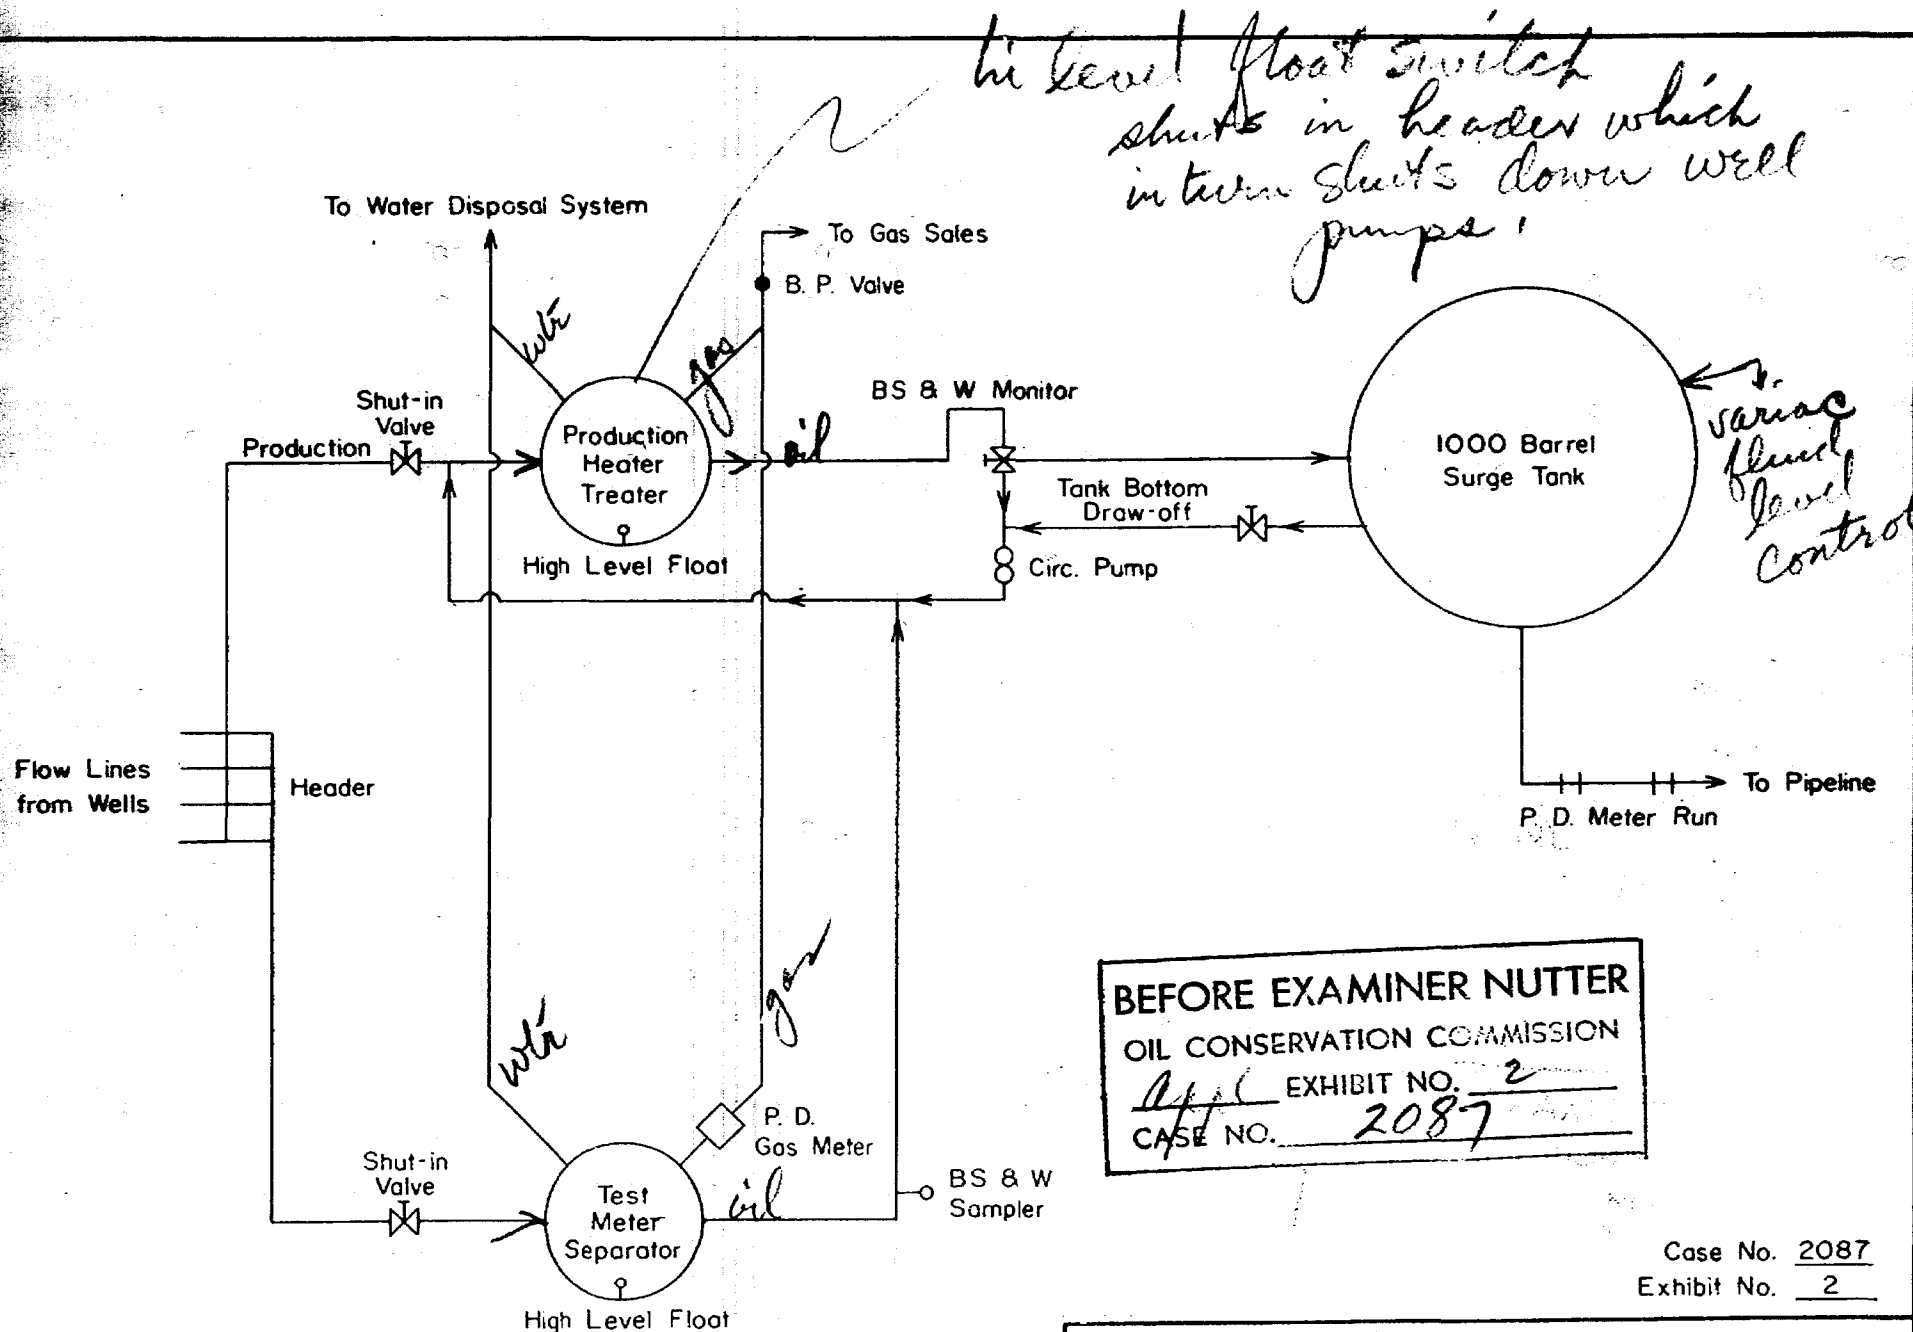 hi level float switch
shuts in header which
in turn shuts down well
pumps.
To Water Disposal System
To Gas Sales
B. P. Valve
wtr
gas
Shut-in
Valve
BS & W Monitor
Production
Production
Heater
Treater
oil
1000 Barrel
Surge Tank
variac
fluid
level
control
Tank Bottom
Draw-off
High Level Float
Circ. Pump
Flow Lines
from Wells
Header
To Pipeline
P. D. Meter Run
gas
wtr
BEFORE EXAMINER NUTTER
OIL CONSERVATION COMMISSION
EXHIBIT NO. 2
CASE NO. 2087
P. D.
Gas Meter
Shut-in
Valve
Test
Meter
Separator
oil
BS & W
Sampler
High Level Float
Case No. 2087
Exhibit No. 2